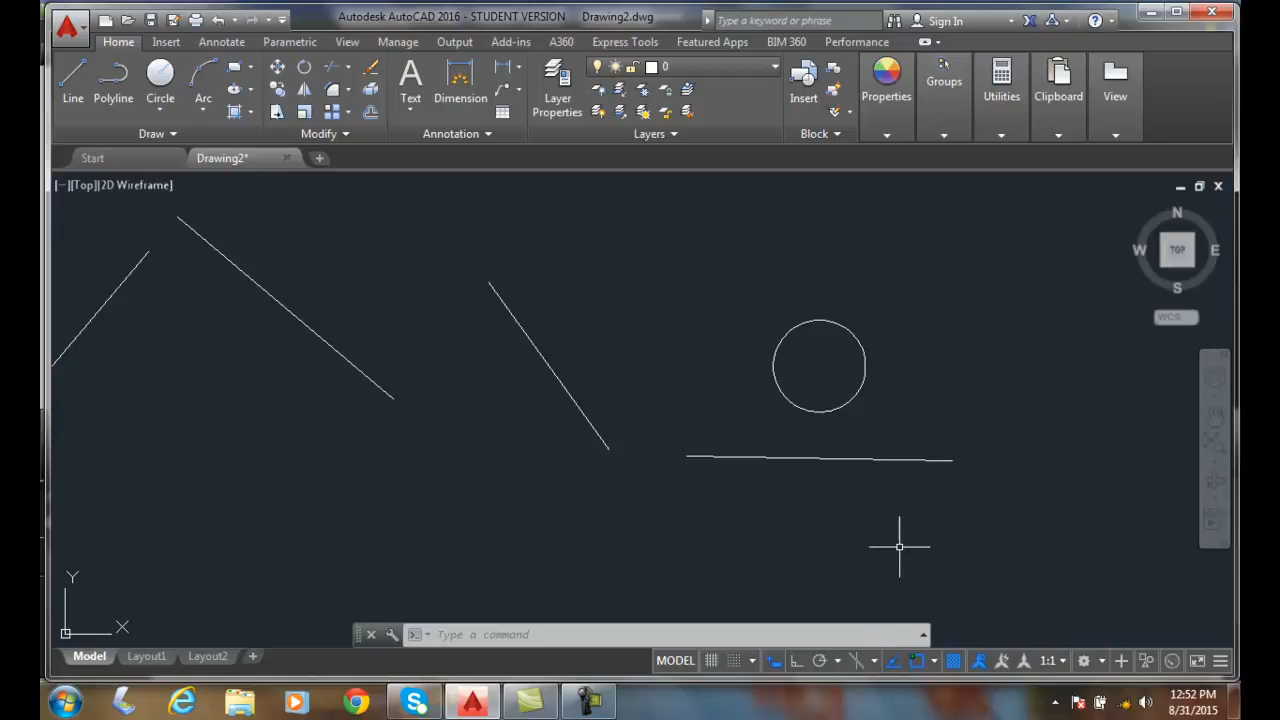 Autodesk AutoCAD 2016 - STUDENT VERSION Drawing2.dwg
Type a keyword or phrase
Sign In
Home Insert Annotate Parametric View Manage Output Add-ins A360 Express Tools Featured Apps BIM 360 Performance
0
Line Polyline Circle Arc
Text Dimension
Layer
Properties
Insert
Properties
Groups
Utilities
Clipboard
View
Draw Modify Annotation Layers Block
Start Drawing2*
[−][Top][2D Wireframe]
N
W TOP E
S
WCS
Y
X
Type a command
Model Layout1 Layout2
MODEL 1:1
12:52 PM
8/31/2015